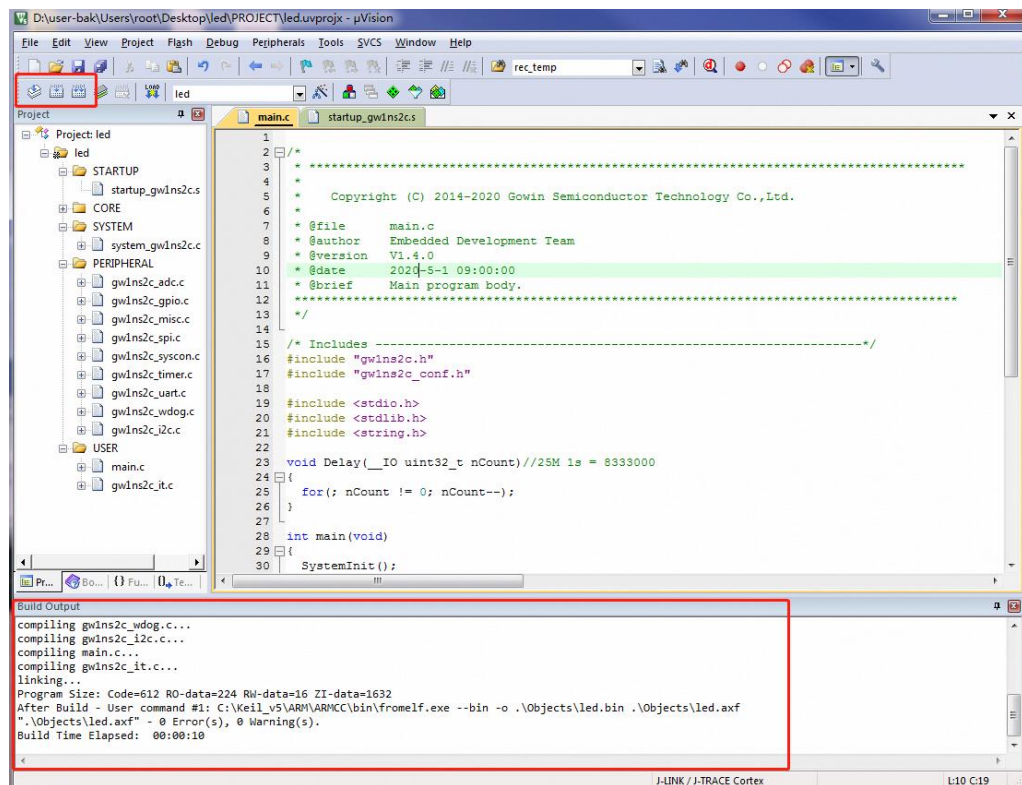 D:\user-bak\Users\root\Desktop\led\PROJECT\led.uvprojx - µVision
File Edit View Project Flash Debug Peripherals Tools SVCS Window Help
rec_temp
LOAD led
Project
main.c startup_gw1ns2c.s
Project: led
led
STARTUP
startup_gw1ns2c.s
CORE
SYSTEM
system_gw1ns2c.c
PERIPHERAL
gw1ns2c_adc.c
gw1ns2c_gpio.c
gw1ns2c_misc.c
gw1ns2c_spi.c
gw1ns2c_syscon.c
gw1ns2c_timer.c
gw1ns2c_uart.c
gw1ns2c_wdog.c
gw1ns2c_i2c.c
USER
main.c
gw1ns2c_it.c
Pr... Bo... {} Fu... 0 Te...
1
2 /*
3 * *****************************************************************************************
4 *
5 * Copyright (C) 2014-2020 Gowin Semiconductor Technology Co.,Ltd.
6 *
7 * @file main.c
8 * @author Embedded Development Team
9 * @version V1.4.0
10 * @date 2020-5-1 09:00:00
11 * @brief Main program body.
12 ******************************************************************************************
13 */
14
15 /* Includes ------------------------------------------------------------------*/
16 #include "gw1ns2c.h"
17 #include "gw1ns2c_conf.h"
18
19 #include <stdio.h>
20 #include <stdlib.h>
21 #include <string.h>
22
23 void Delay(__IO uint32_t nCount)//25M 1s = 8333000
24 {
25 for(; nCount != 0; nCount--);
26 }
27
28 int main(void)
29 {
30 SystemInit();
Build Output
compiling gw1ns2c_wdog.c...
compiling gw1ns2c_i2c.c...
compiling main.c...
compiling gw1ns2c_it.c...
linking...
Program Size: Code=612 RO-data=224 RW-data=16 ZI-data=1632
After Build - User command #1: C:\Keil_v5\ARM\ARMCC\bin\fromelf.exe --bin -o .\Objects\led.bin .\Objects\led.axf
".\Objects\led.axf" - 0 Error(s), 0 Warning(s).
Build Time Elapsed: 00:00:10
J-LINK / J-TRACE Cortex L:10 C:19